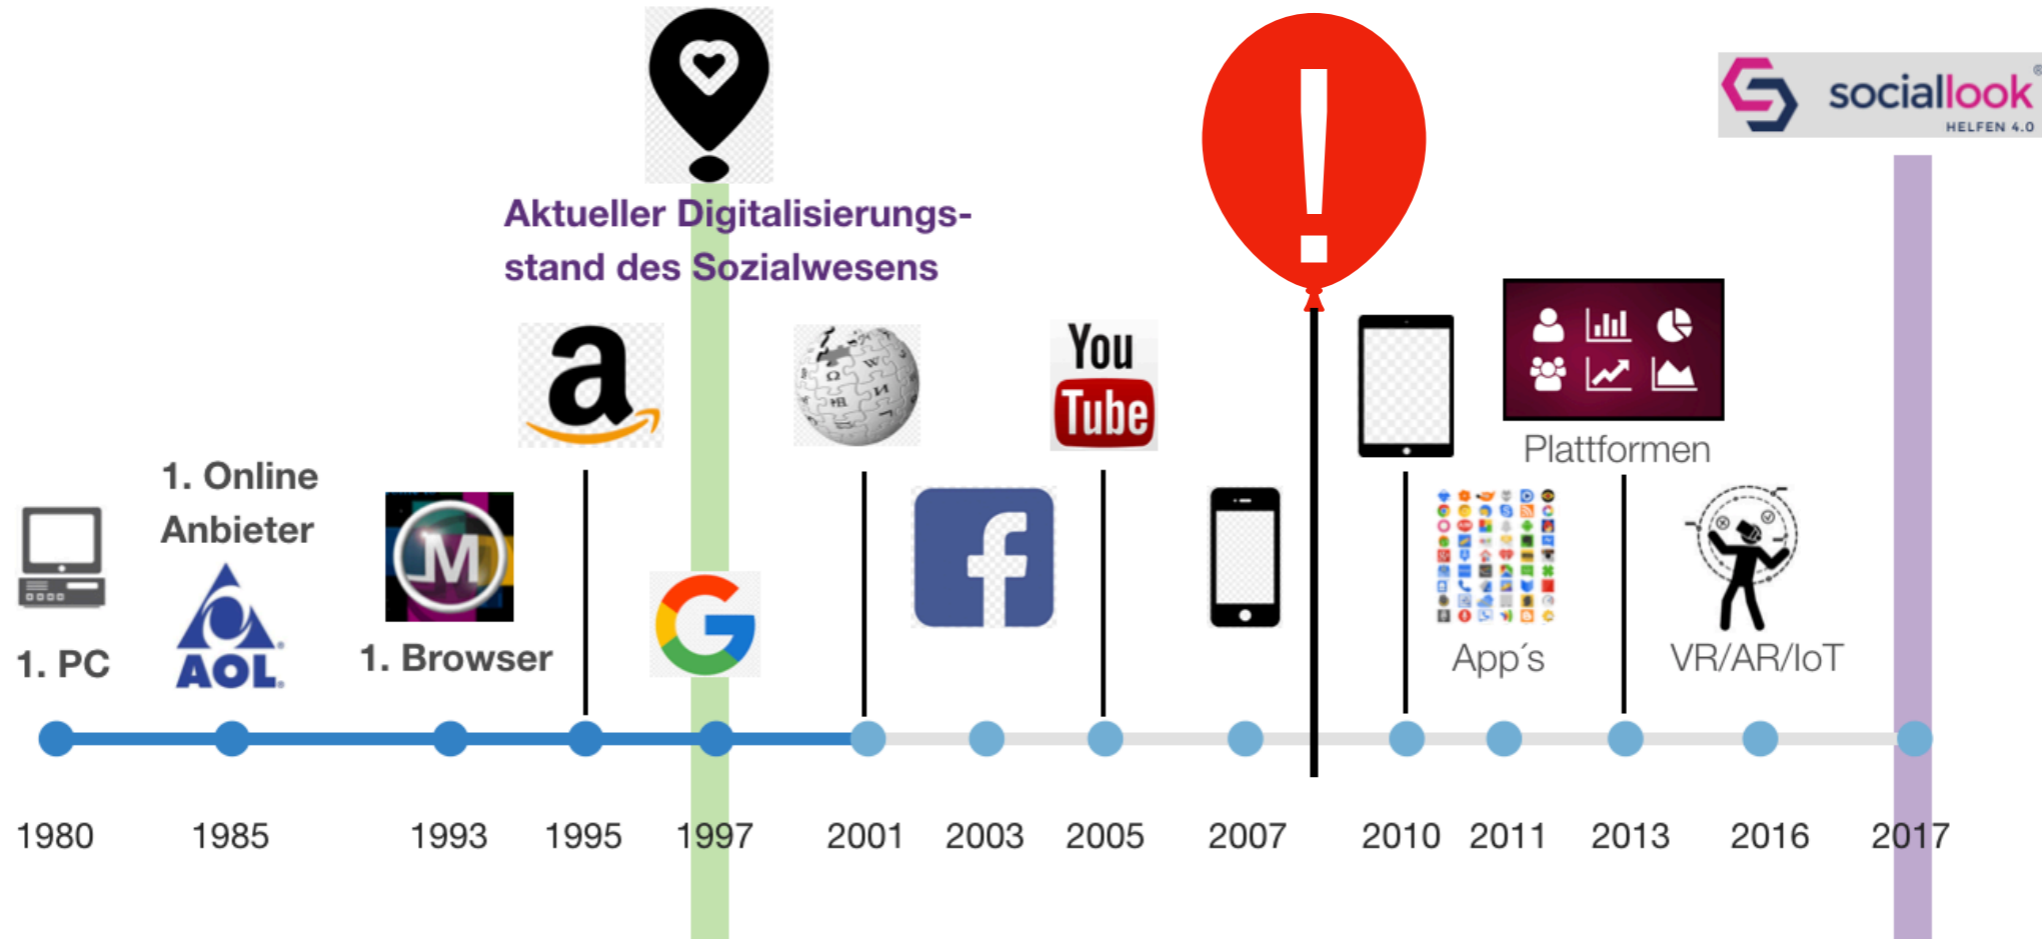 sociallook®
HELFEN 4.0
Aktueller Digitalisierungs-
stand des Sozialwesens
!
a
W
Ω
И
You
Tube
Plattformen
1. Online
Anbieter
AOL
M
f
G
1. PC
1. Browser
App´s
VR/AR/IoT
1980
1985
1993
1995
1997
2001
2003
2005
2007
2010
2011
2013
2016
2017